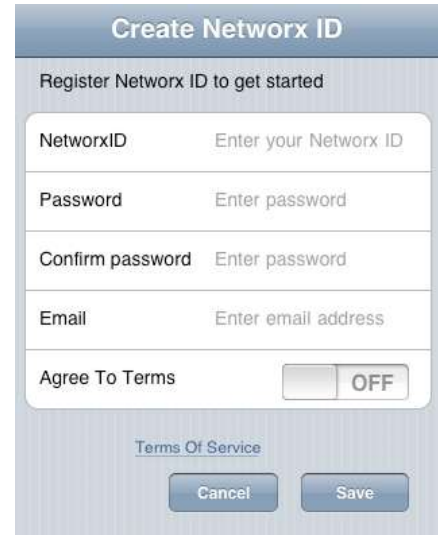 Create Networx ID
Register Networx ID to get started
NetworxID Enter your Networx ID
Password Enter password
Confirm password Enter password
Email Enter email address
Agree To Terms OFF
Terms Of Service
Cancel Save